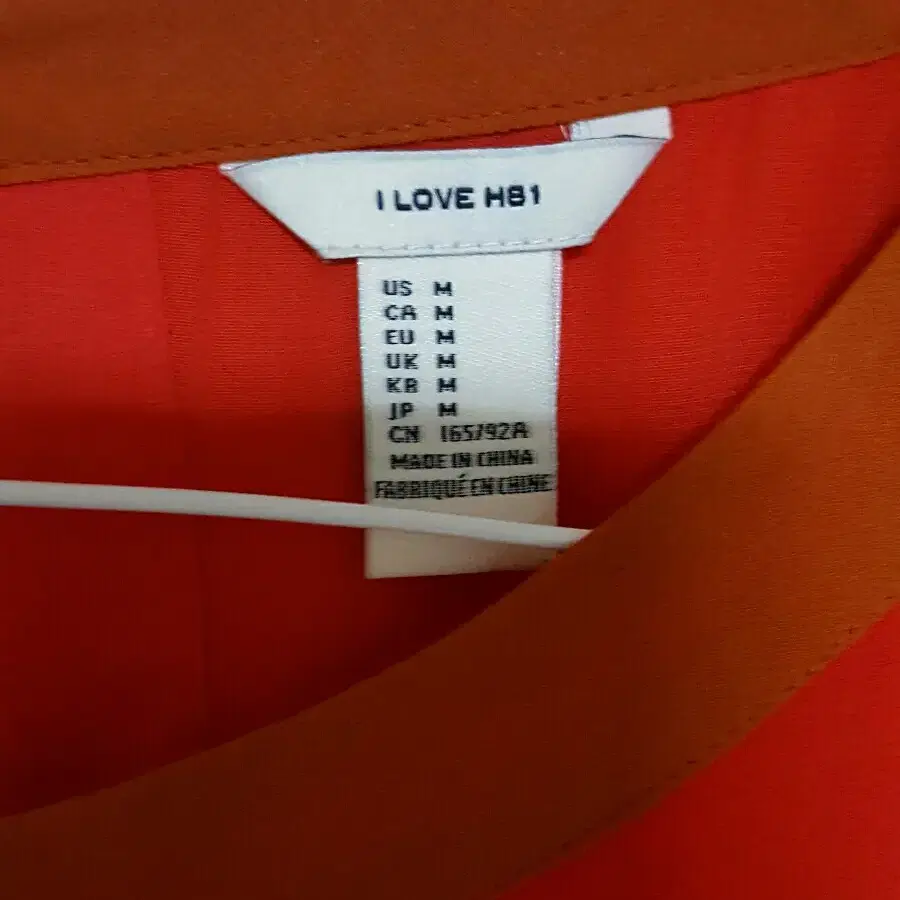 I LOVE H81
US M
CA M
EU M
UK M
KR M
JP M
CN 165/92A
MADE IN CHINA
FABRIQUÉ EN CHINE